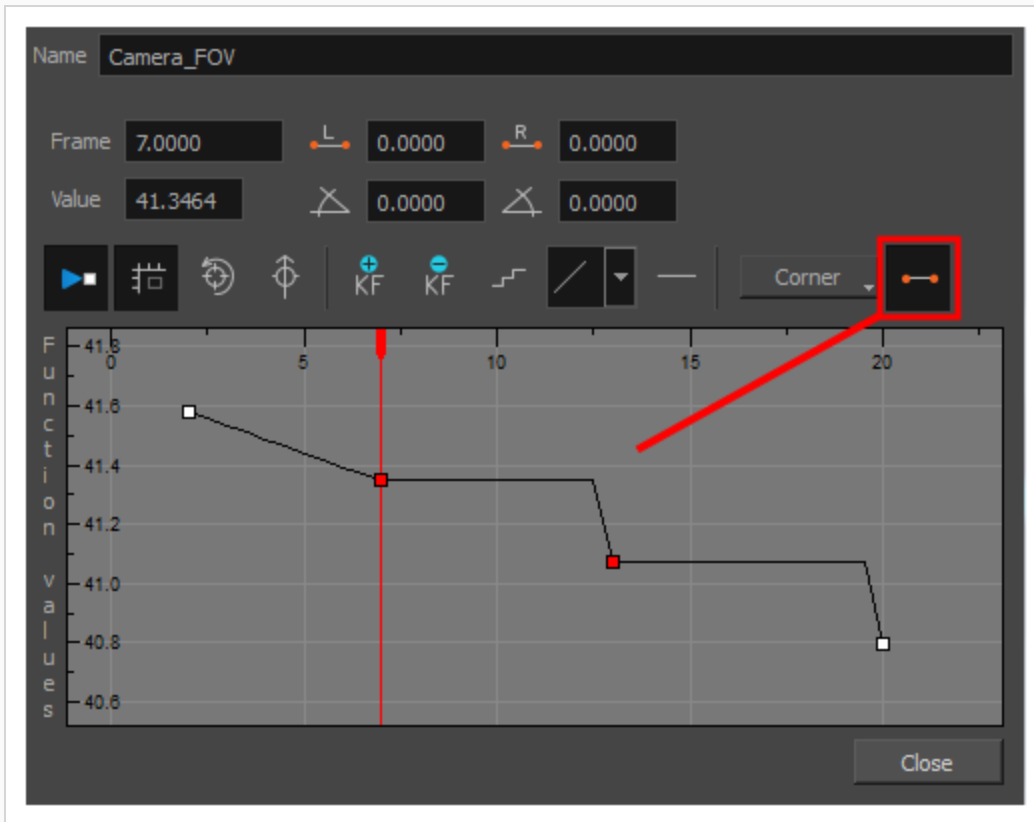 Name Camera_FOV
Frame 7.0000 L 0.0000 R 0.0000
Value 41.3464 0.0000 0.0000
KF KF Corner
Function values
41.8
0 5 10 15 20
41.6
41.4
41.2
41.0
40.8
40.6
Close